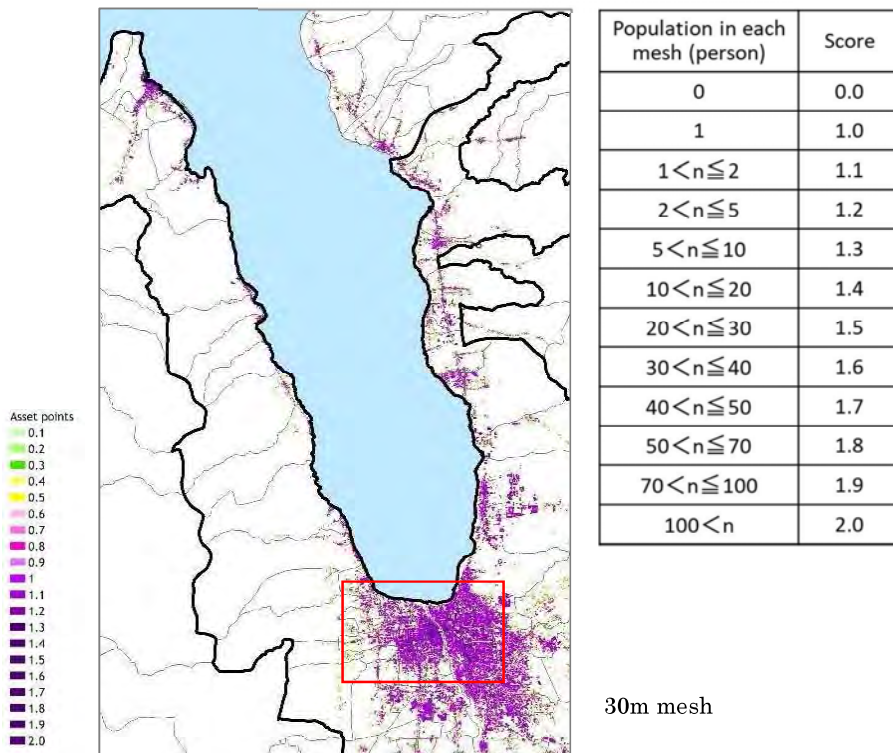 Asset points
0.1
0.2
0.3
0.4
0.5
0.6
0.7
0.8
0.9
1
1.1
1.2
1.3
1.4
1.5
1.6
1.7
1.8
1.9
2.0
Population in each mesh (person) Score
0 0.0
1 1.0
1<n≦2 1.1
2<n≦5 1.2
5<n≦10 1.3
10<n≦20 1.4
20<n≦30 1.5
30<n≦40 1.6
40<n≦50 1.7
50<n≦70 1.8
70<n≦100 1.9
100<n 2.0
30m mesh